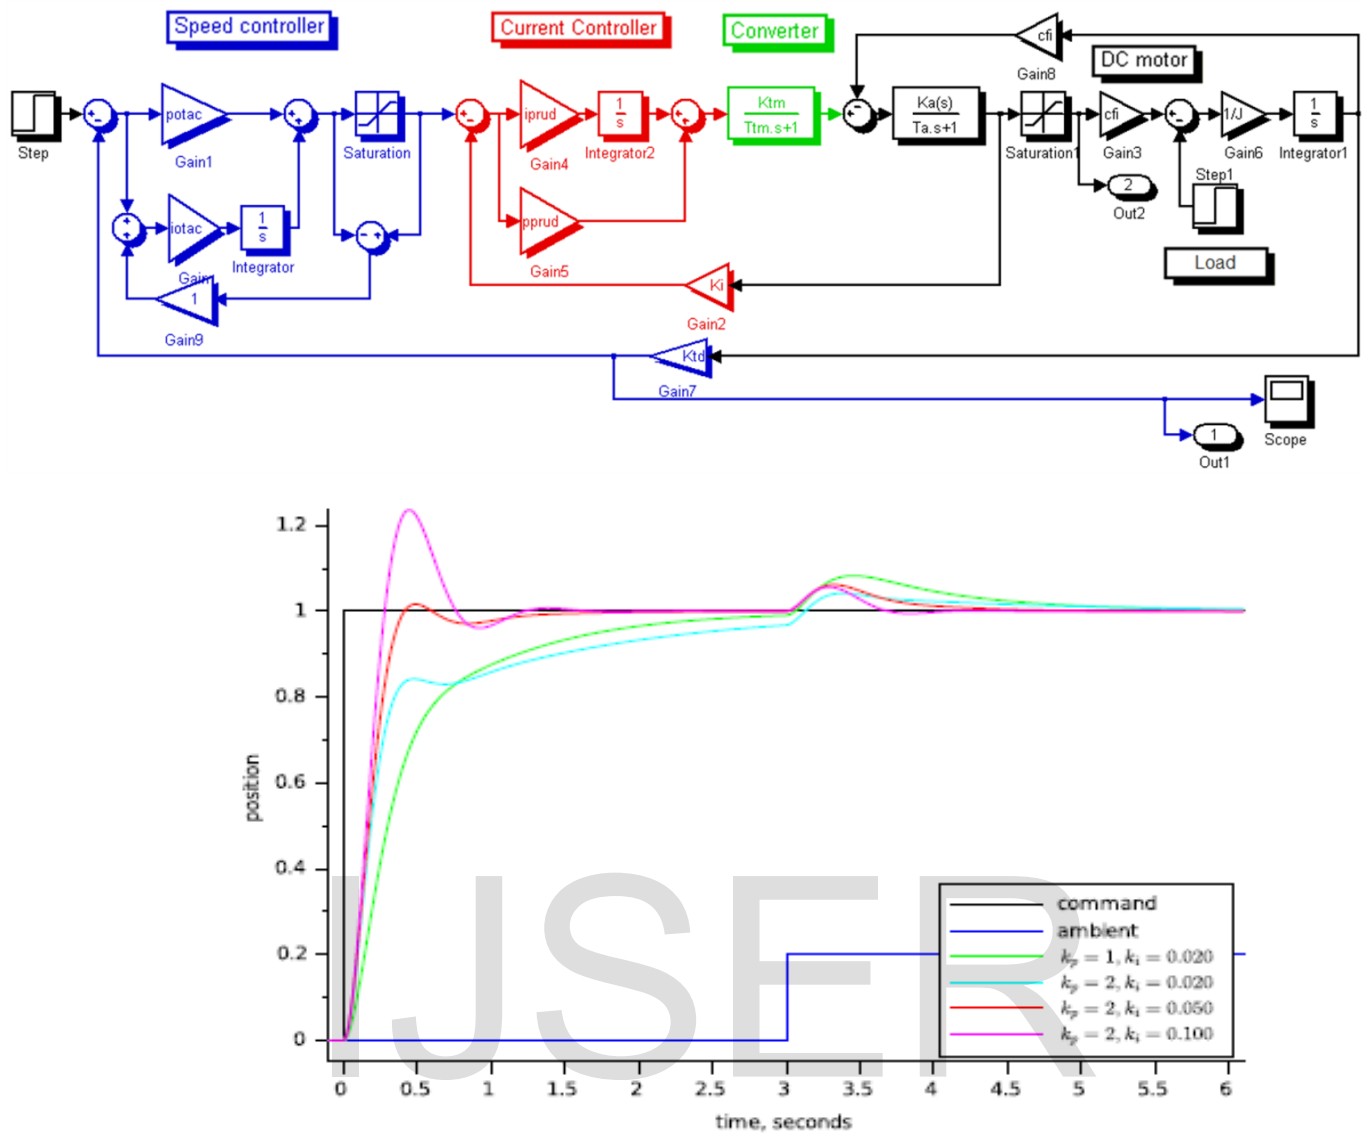 Speed controller
Current Controller
Converter
DC motor
cfi
Gain8
Step
+
-
potac
Gain1
+
+
Saturation
+
-
iprud
Gain4
1
s
Integrator2
+
+
Ktm
Ttm.s+1
+
-
Ka(s)
Ta.s+1
Saturation1
cfi
Gain3
+
-
1/J
Gain6
1
s
Integrator1
2
Out2
Step1
Load
+
+
iotac
Gain
1
s
Integrator
- +
1
Gain9
pprud
Gain5
Ki
Gain2
Ktd
Gain7
Scope
1
Out1
1.2
1
0.8
0.6
0.4
0.2
0
position
IJSER
command
ambient
kp = 1, ki = 0.020
kp = 2, ki = 0.020
kp = 2, ki = 0.050
kp = 2, ki = 0.100
0 0.5 1 1.5 2 2.5 3 3.5 4 4.5 5 5.5 6
time, seconds